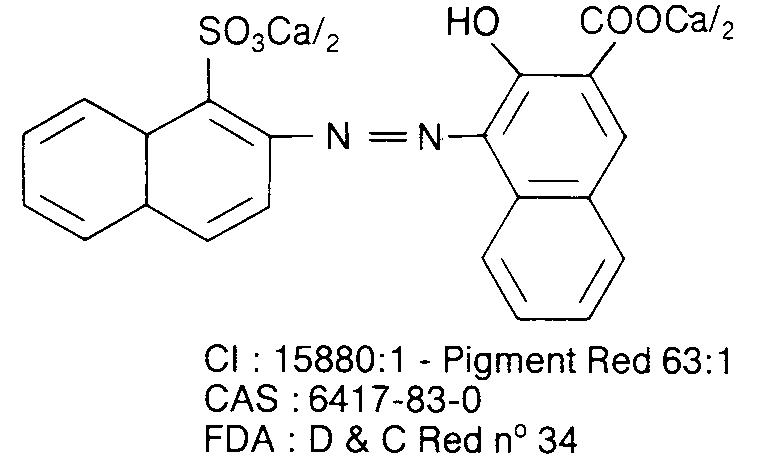 SO3Ca/2
HO
COOCa/2
N=N
CI : 15880:1 - Pigment Red 63:1
CAS : 6417-83-0
FDA : D & C Red nº 34